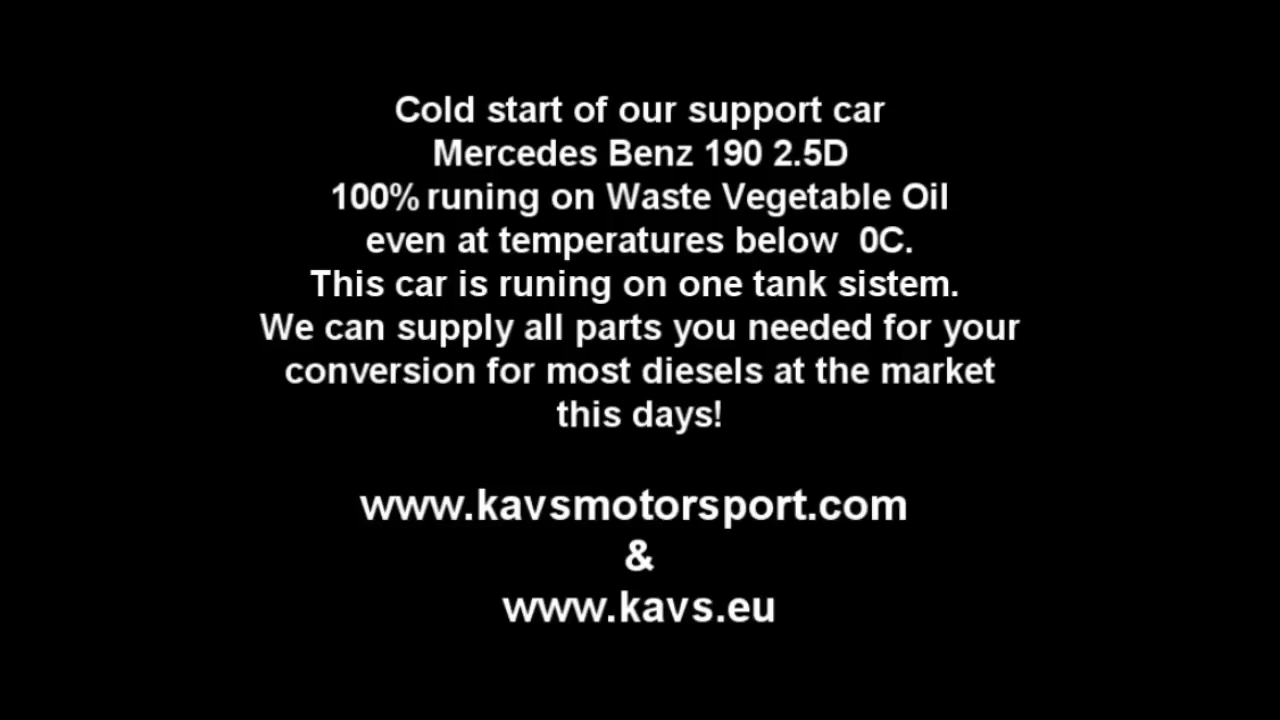 Cold start of our support car
Mercedes Benz 190 2.5D
100% runing on Waste Vegetable Oil
even at temperatures below  0C.
This car is runing on one tank sistem.
We can supply all parts you needed for your
conversion for most diesels at the market
this days!
www.kavsmotorsport.com
&
www.kavs.eu